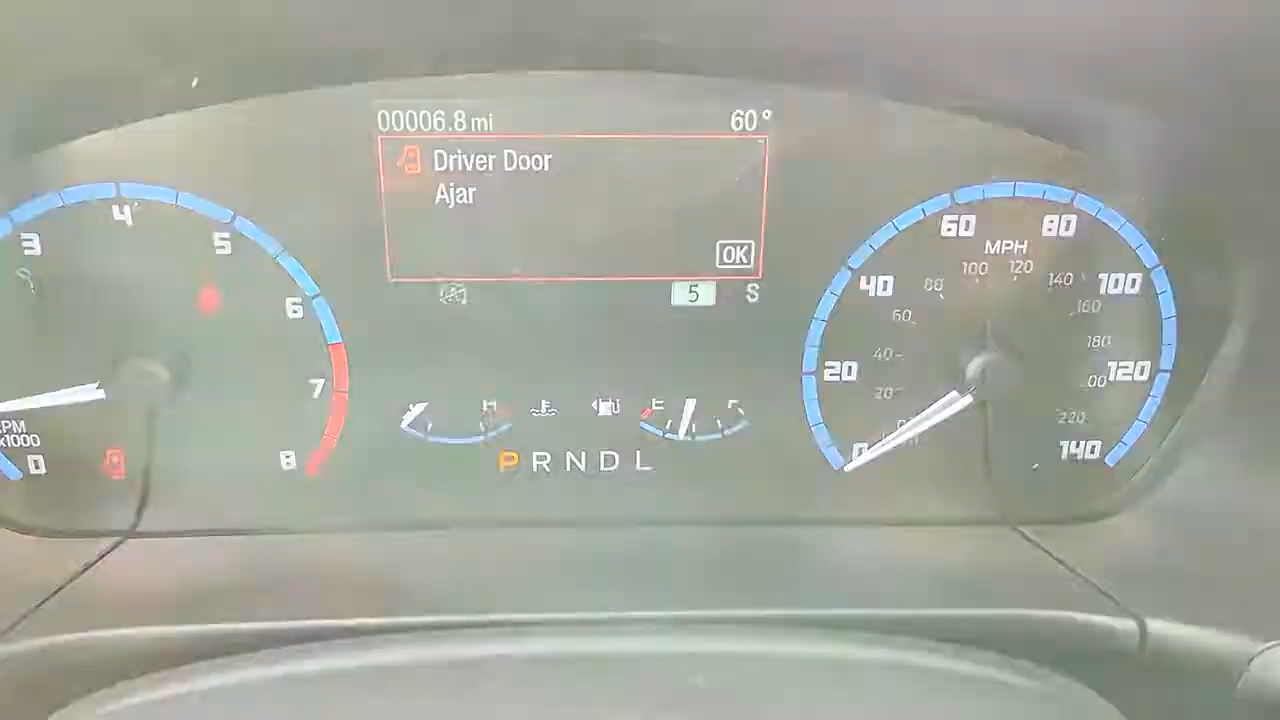 00006.8 mi 60°
Driver Door
Ajar
OK
5 S
3 4 5 6 7 8
RPM
x1000
0
H E F
P R N D L
0 20 40 60 80 100 120 140
MPH
20 40 60 80 100 120 140 160 180 220